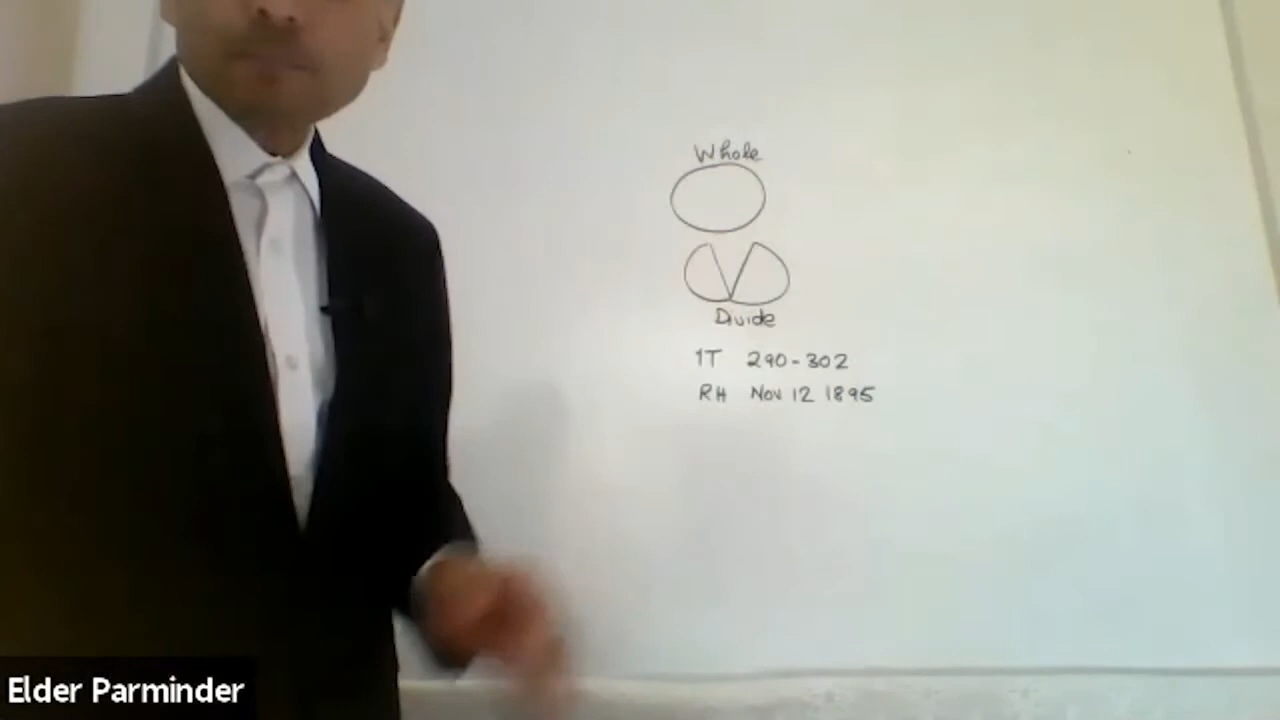 Whole
Divide
1T 290-302
RH Nov 12 1895
Elder Parminder